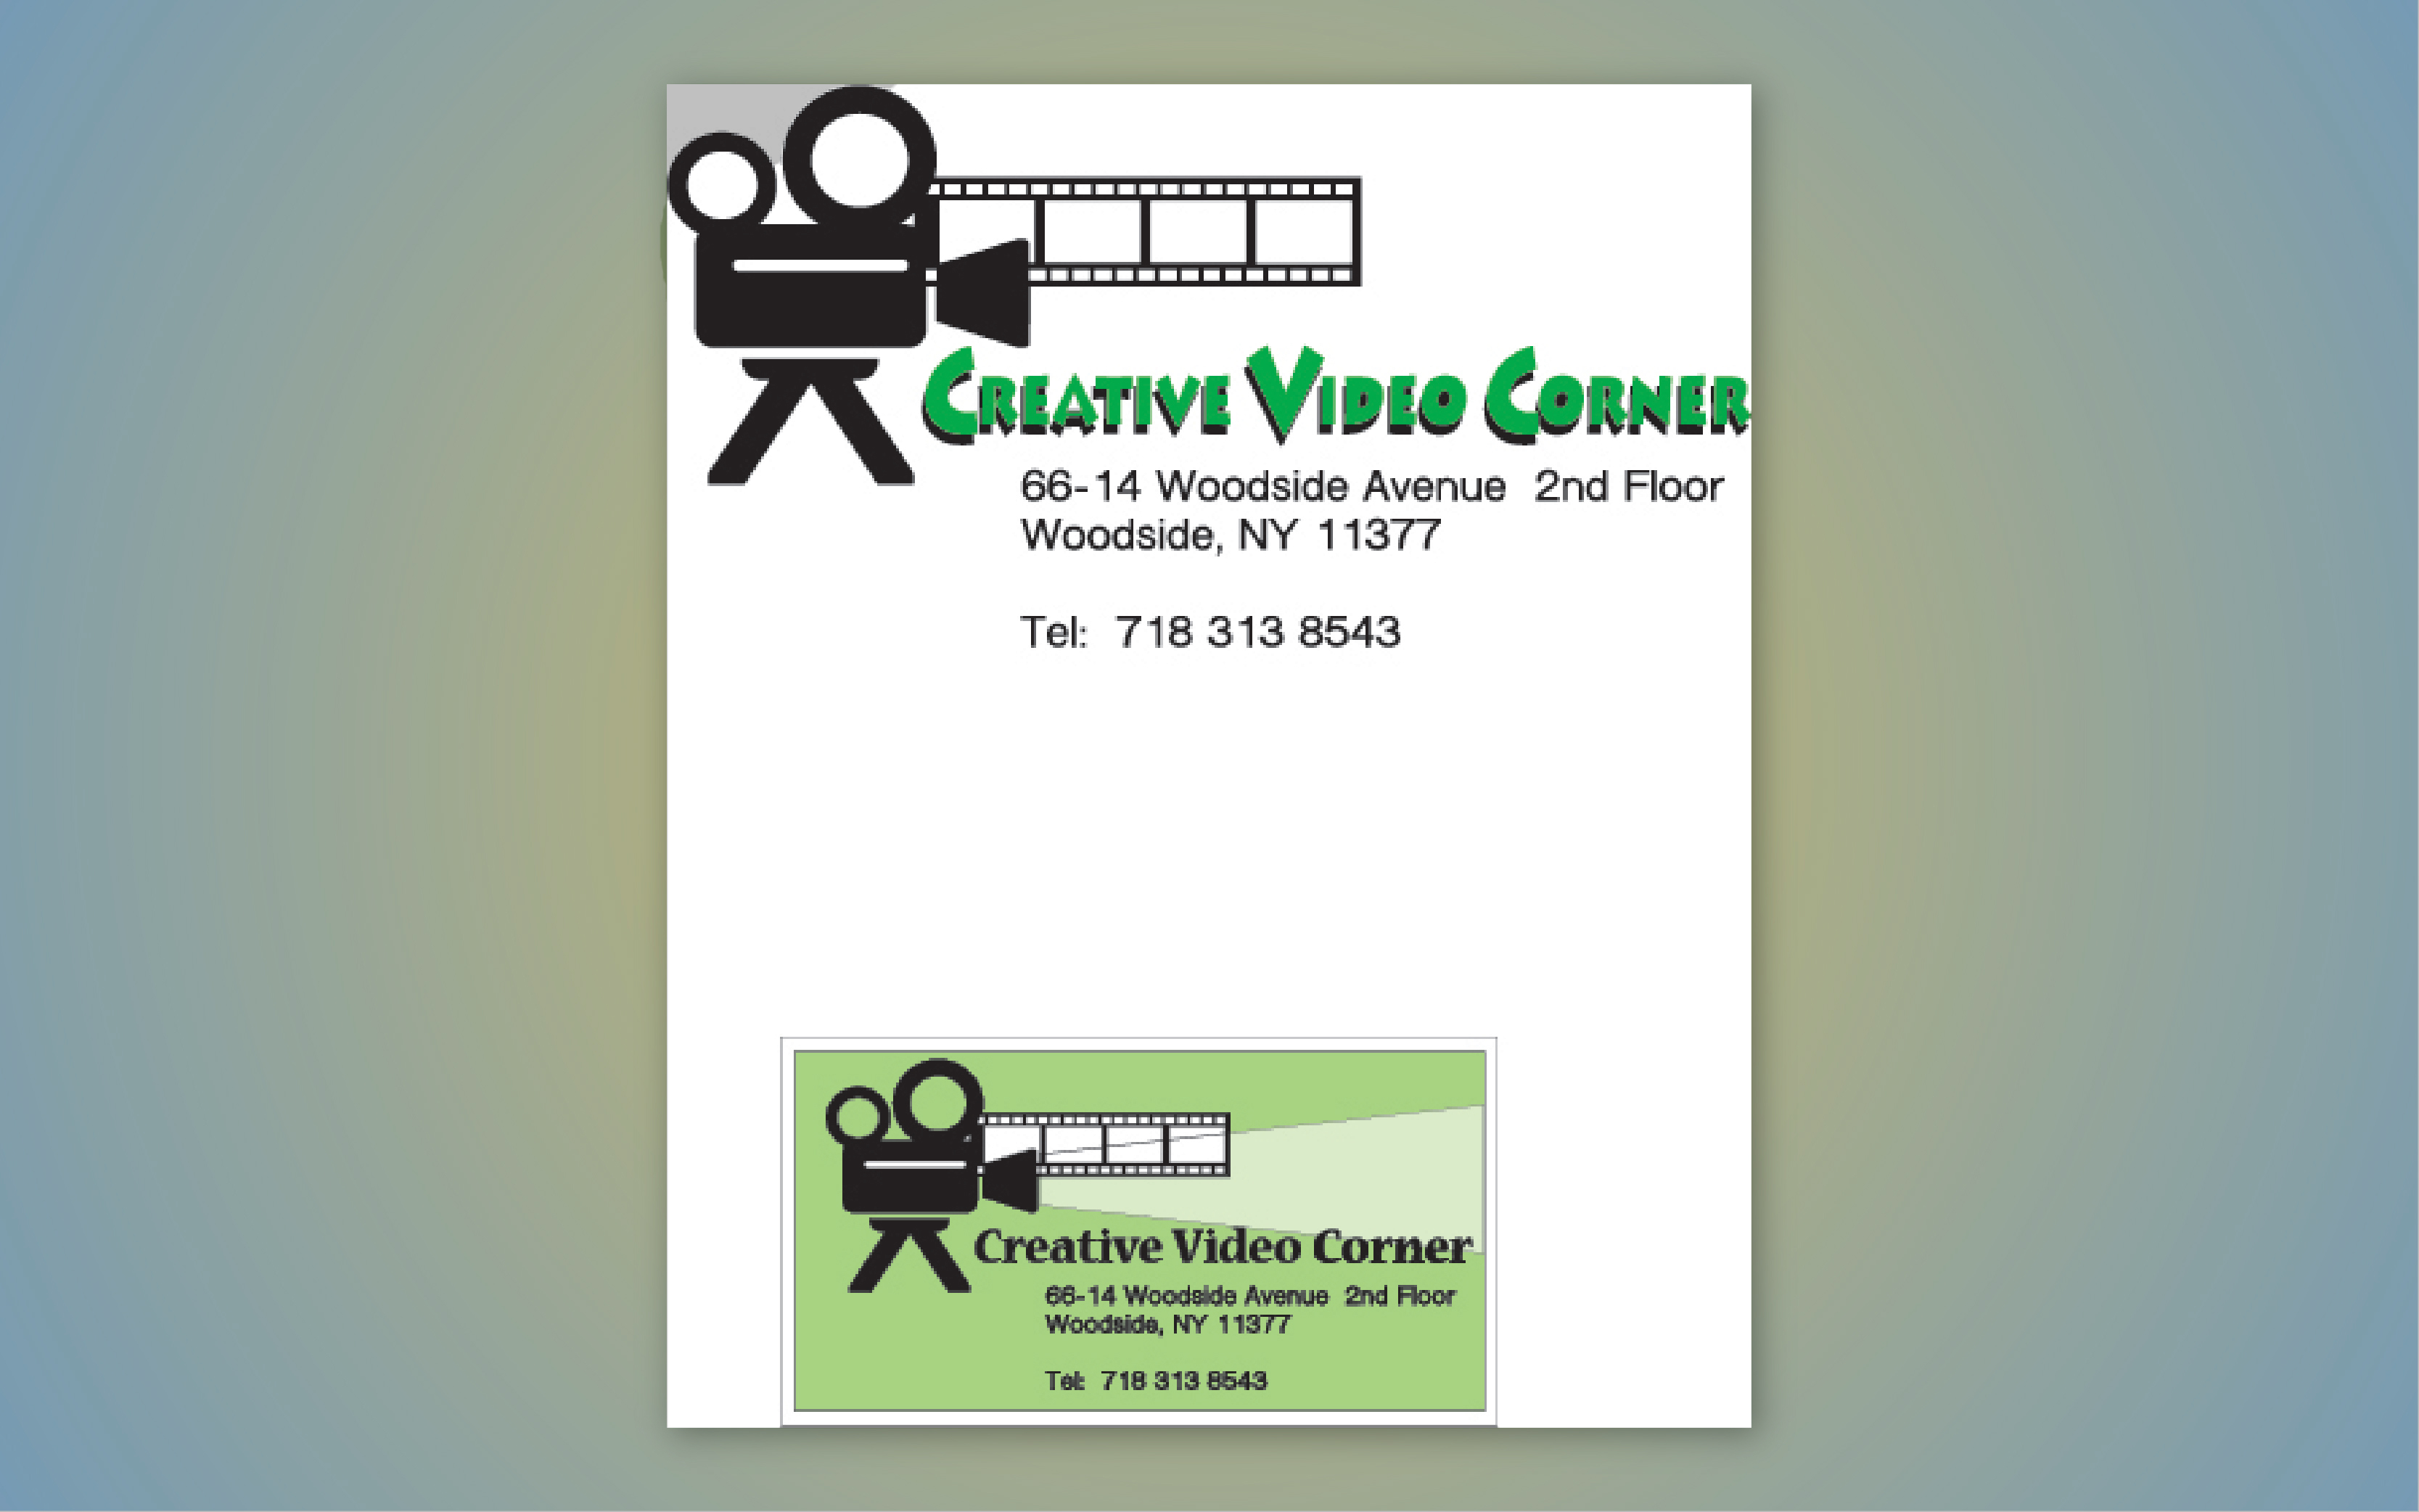 Creative Video Corner
66-14 Woodside Avenue  2nd Floor
Woodside, NY 11377
Tel:  718 313 8543
Creative Video Corner
66-14 Woodside Avenue  2nd Floor
Woodside, NY 11377
Tel:  718 313 8543